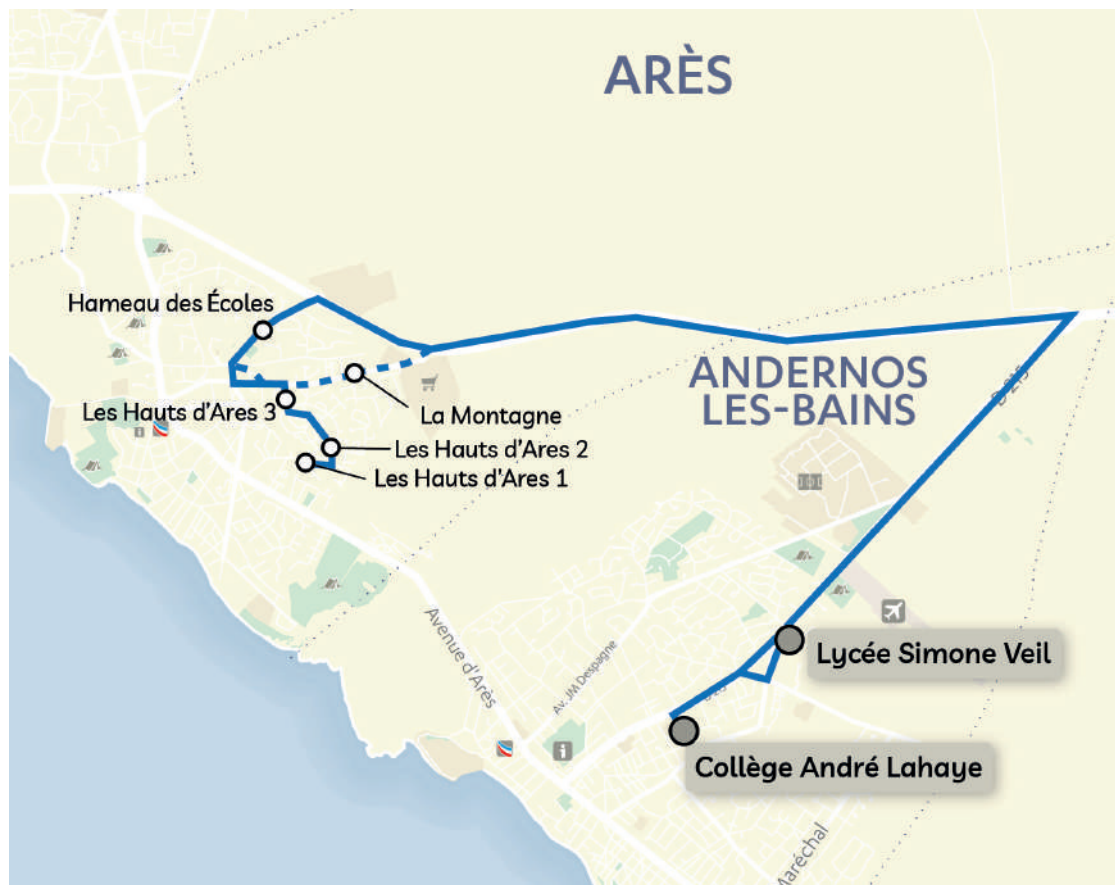 ARÈS
Hameau des Écoles
ANDERNOS
LES-BAINS
D 215
La Montagne
Les Hauts d'Ares 3
Les Hauts d'Ares 2
Les Hauts d'Ares 1
Avenue d'Arès
Av. JM Despagne
Lycée Simone Veil
Collège André Lahaye
Maréchal